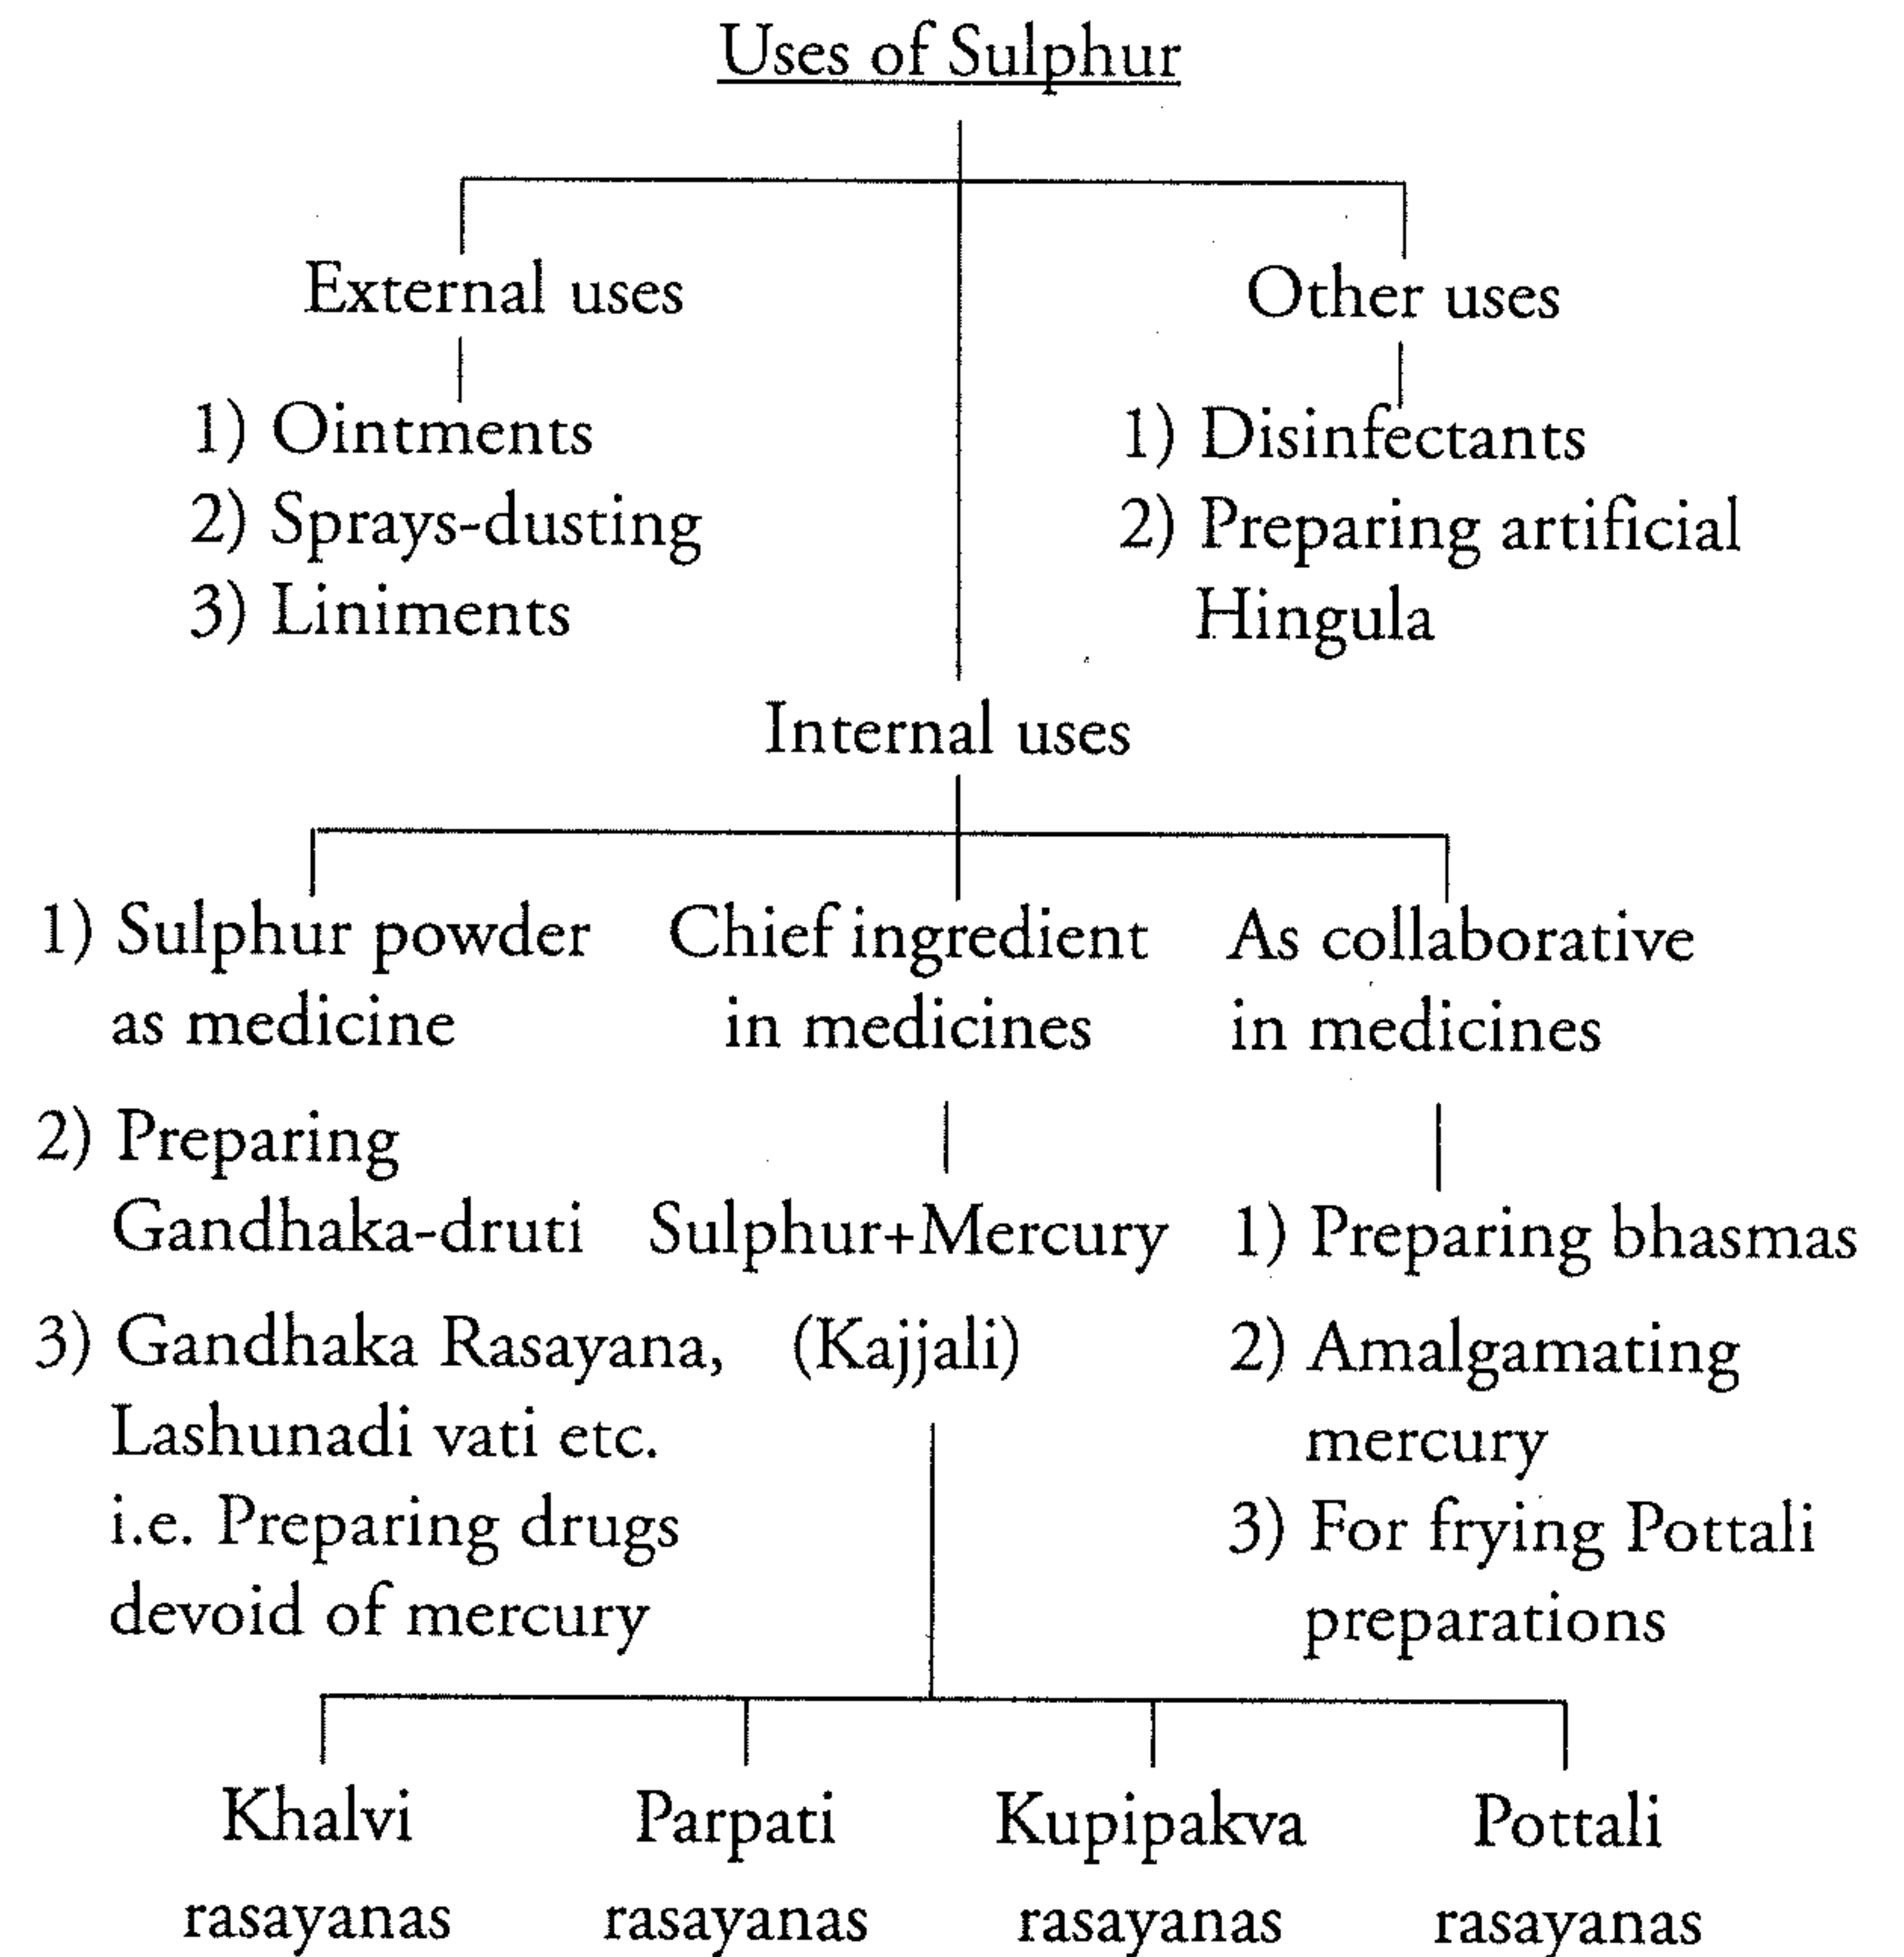 Uses of Sulphur
External uses
1) Ointments
2) Sprays-dusting
3) Liniments
Other uses
1) Disinfectants
2) Preparing artificial
Hingula
Internal uses
1) Sulphur powder
as medicine
2) Preparing
Gandhaka-druti
3) Gandhaka Rasayana,
Lashunadi vati etc.
i.e. Preparing drugs
devoid of mercury
Chief ingredient
in medicines
Sulphur+Mercury
(Kajjali)
As collaborative
in medicines
1) Preparing bhasmas
2) Amalgamating
mercury
3) For frying Pottali
preparations
Khalvi
rasayanas
Parpati
rasayanas
Kupipakva
rasayanas
Pottali
rasayanas